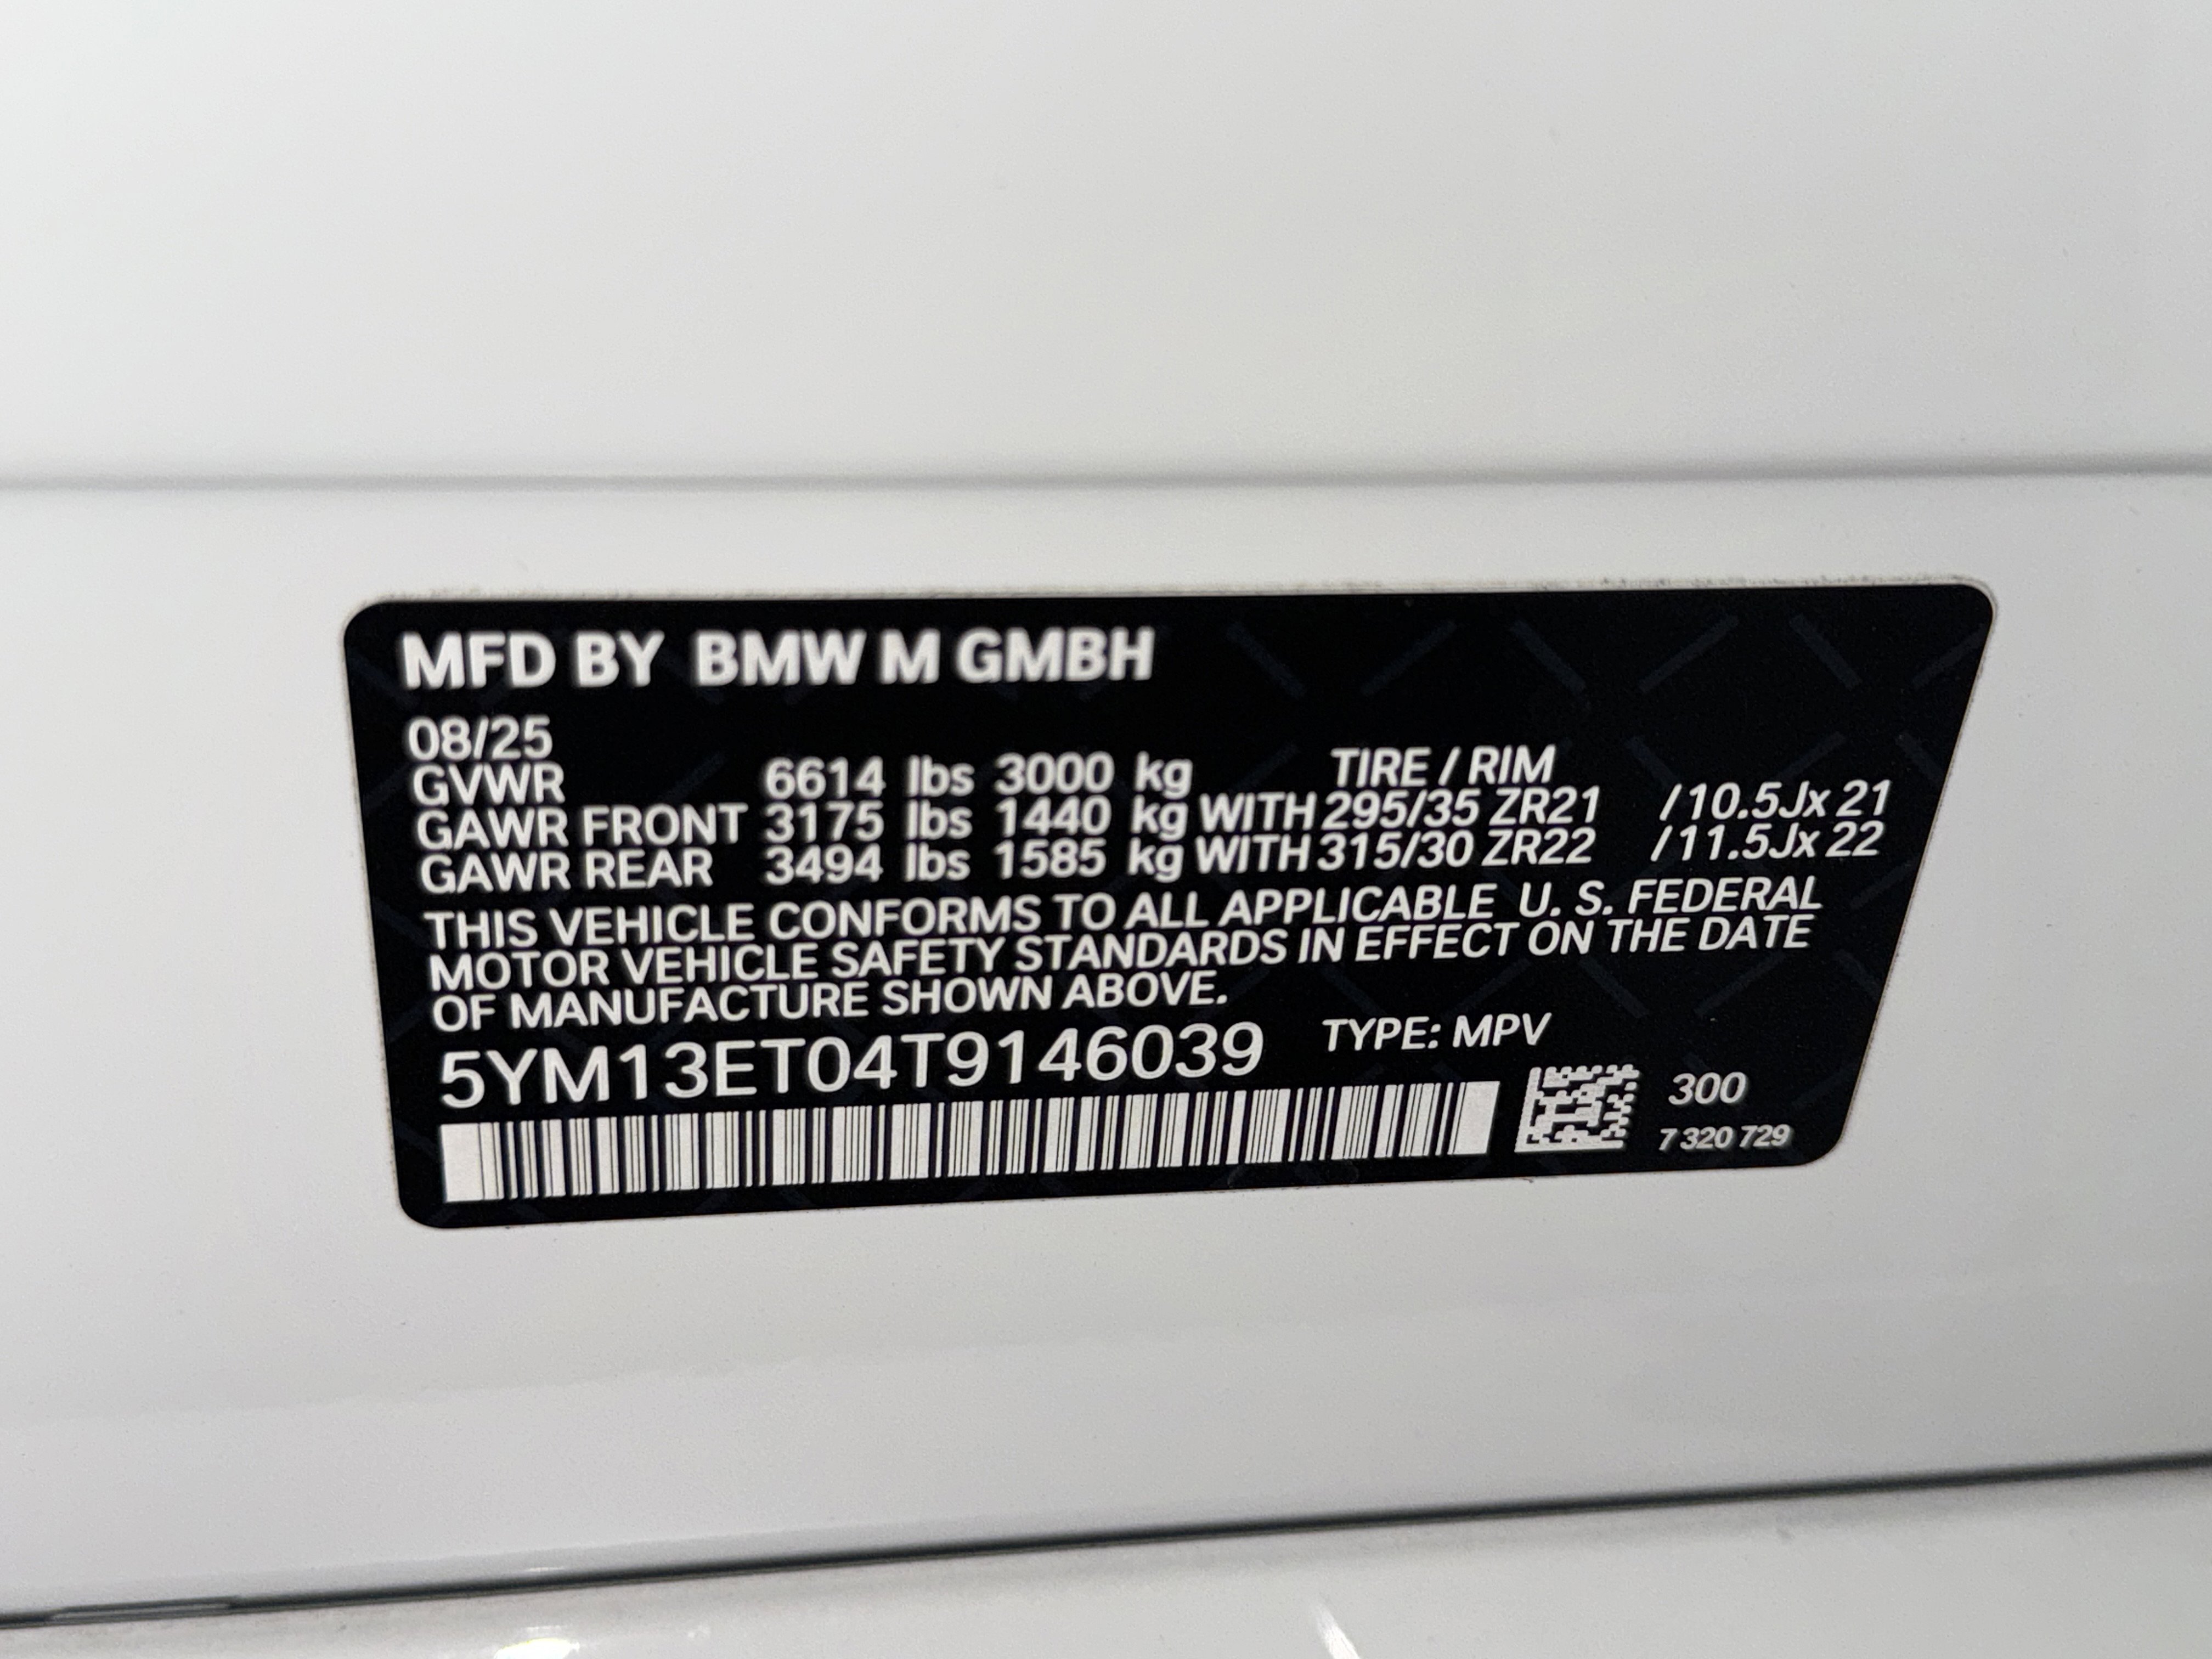 MFD BY BMW M GMBH
08/25
TIRE / RIM
GVWR 6614 lbs 3000 kg
GAWR FRONT 3175 lbs 1440 kg WITH 295/35 ZR21 /10.5Jx 21
GAWR REAR 3494 lbs 1585 kg WITH 315/30 ZR22 /11.5Jx 22
THIS VEHICLE CONFORMS TO ALL APPLICABLE U. S. FEDERAL
MOTOR VEHICLE SAFETY STANDARDS IN EFFECT ON THE DATE
OF MANUFACTURE SHOWN ABOVE.
5YM13ET04T9146039 TYPE: MPV
300
7 320 729